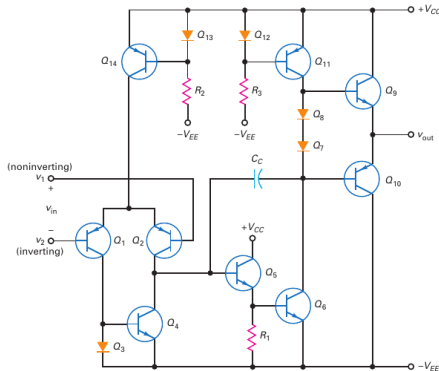 +V_CC
Q_13
Q_12
Q_14
Q_11
R_2
R_3
Q_9
−V_EE
−V_EE
Q_8
v_out
Q_7
C_C
(noninverting)
v_1
+
Q_10
v_in
−
+V_CC
v_2
Q_1
Q_2
(inverting)
Q_5
Q_4
Q_6
Q_3
R_1
−V_EE